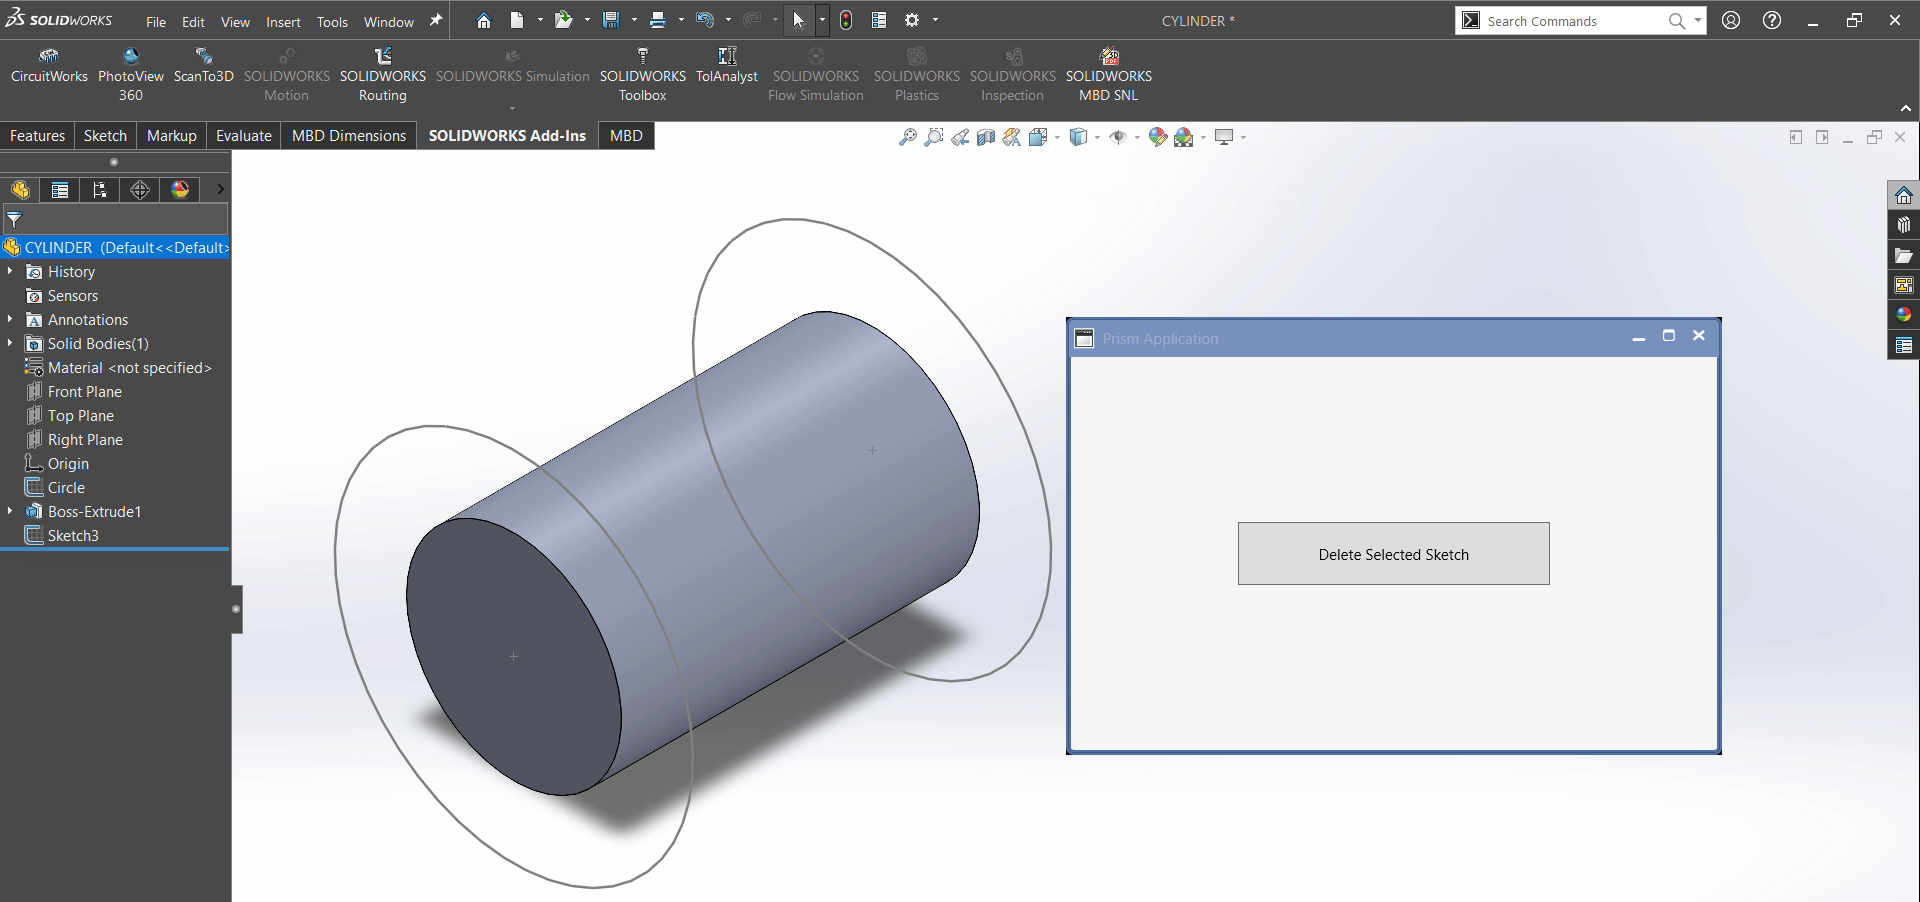 SOLIDWORKS File Edit View Insert Tools Window CYLINDER * Search Commands
CircuitWorks
PhotoView
360
ScanTo3D
SOLIDWORKS
Motion
SOLIDWORKS
Routing
SOLIDWORKS Simulation
SOLIDWORKS
Toolbox
TolAnalyst
SOLIDWORKS
Flow Simulation
SOLIDWORKS
Plastics
SOLIDWORKS
Inspection
SOLIDWORKS
MBD SNL
Features Sketch Markup Evaluate MBD Dimensions SOLIDWORKS Add-Ins MBD
CYLINDER (Default<<Default>
History
Sensors
Annotations
Solid Bodies(1)
Material <not specified>
Front Plane
Top Plane
Right Plane
Origin
Circle
Boss-Extrude1
Sketch3
Prism Application
Delete Selected Sketch